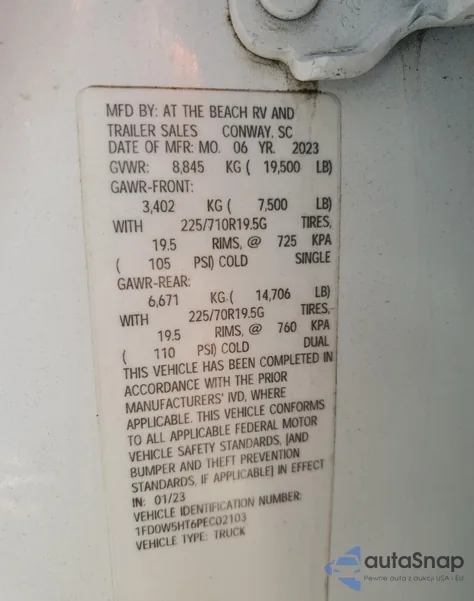 MFD BY: AT THE BEACH RV AND
TRAILER SALES CONWAY, SC
DATE OF MFR: MO. 06 YR. 2023
GVWR: 8,845 KG ( 19,500 LB)
GAWR-FRONT:
3,402 KG ( 7,500 LB)
WITH 225/710R19.5G TIRES,
19.5 RIMS, @ 725 KPA
( 105 PSI) COLD SINGLE
GAWR-REAR:
6,671 KG ( 14,706 LB)
WITH 225/70R19.5G TIRES,
19.5 RIMS, @ 760 KPA
( 110 PSI) COLD DUAL
THIS VEHICLE HAS BEEN COMPLETED IN
ACCORDANCE WITH THE PRIOR
MANUFACTURERS' IVD, WHERE
APPLICABLE. THIS VEHICLE CONFORMS
TO ALL APPLICABLE FEDERAL MOTOR
VEHICLE SAFETY STANDARDS, [AND
BUMPER AND THEFT PREVENTION
STANDARDS, IF APPLICABLE] IN EFFECT
IN: 01/23
VEHICLE IDENTIFICATION NUMBER:
1FD0W5HT6PEC02103
VEHICLE TYPE: TRUCK
autaSnap
Pewne auto z aukcji USA - EU